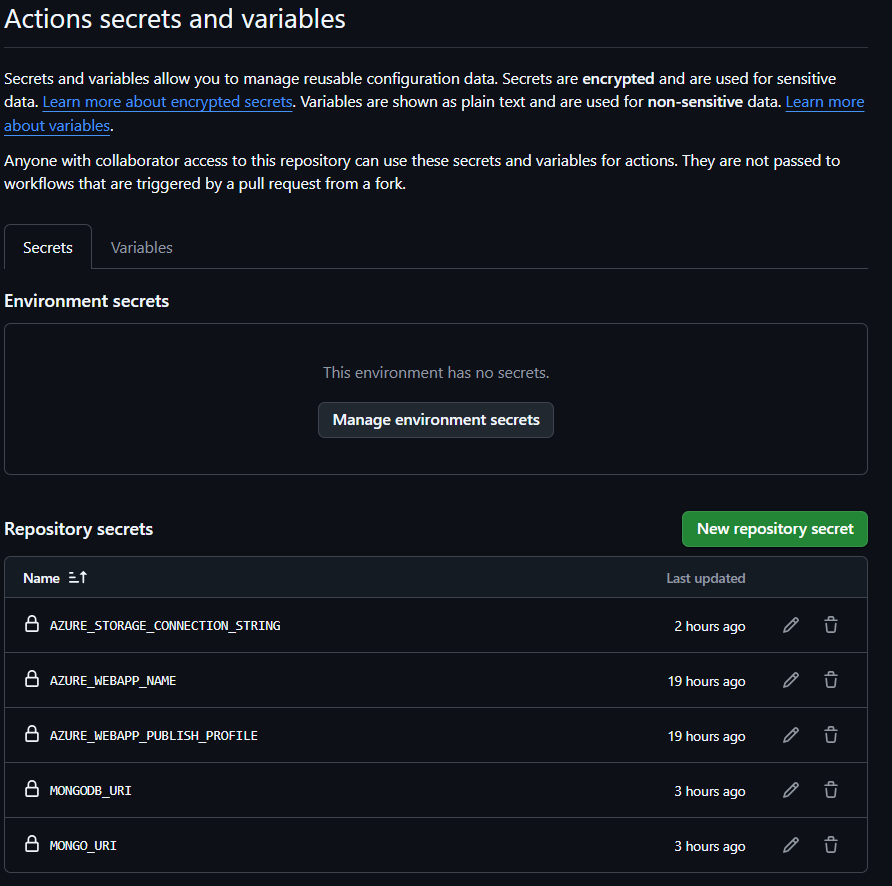 Actions secrets and variables
Secrets and variables allow you to manage reusable configuration data. Secrets are encrypted and are used for sensitive
data. Learn more about encrypted secrets. Variables are shown as plain text and are used for non-sensitive data. Learn more
about variables.
Anyone with collaborator access to this repository can use these secrets and variables for actions. They are not passed to
workflows that are triggered by a pull request from a fork.
Secrets Variables
Environment secrets
This environment has no secrets.
Manage environment secrets
Repository secrets New repository secret
Name Last updated
AZURE_STORAGE_CONNECTION_STRING 2 hours ago
AZURE_WEBAPP_NAME 19 hours ago
AZURE_WEBAPP_PUBLISH_PROFILE 19 hours ago
MONGODB_URI 3 hours ago
MONGO_URI 3 hours ago